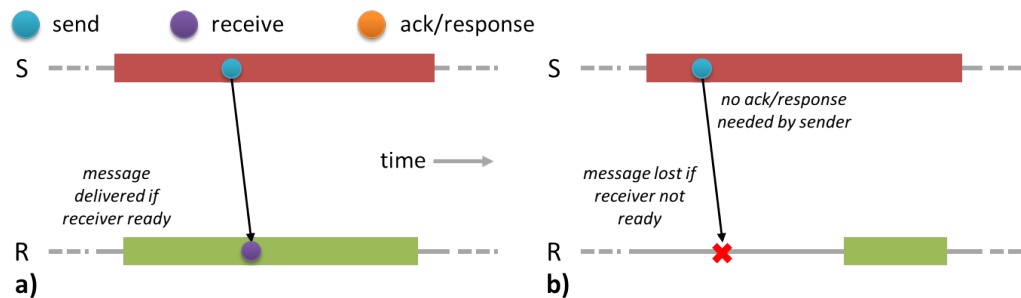 send
receive
ack/response
S
S
no ack/response
needed by sender
time
message
delivered if
receiver ready
message lost if
receiver not
ready
R
R
a)
b)